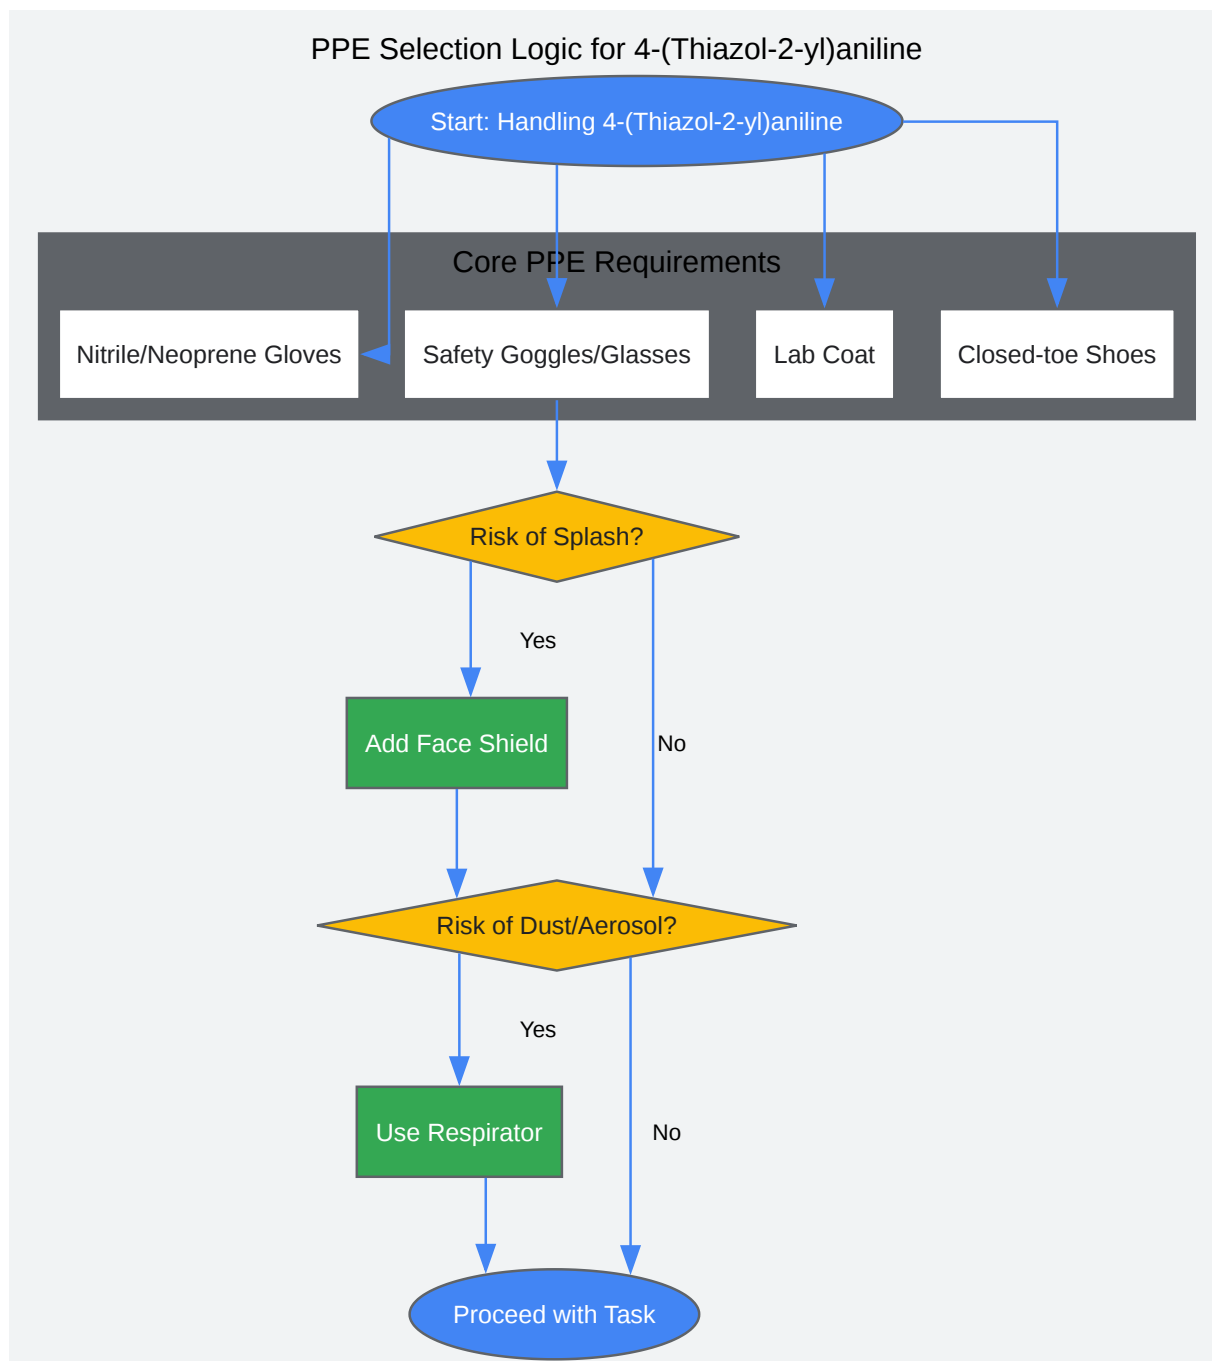 PPE Selection Logic for 4-(Thiazol-2-yl)aniline
Start: Handling 4-(Thiazol-2-yl)aniline
Core PPE Requirements
Nitrile/Neoprene Gloves
Safety Goggles/Glasses
Lab Coat
Closed-toe Shoes
Risk of Splash?
Yes
Add Face Shield
No
Risk of Dust/Aerosol?
Yes
Use Respirator
No
Proceed with Task